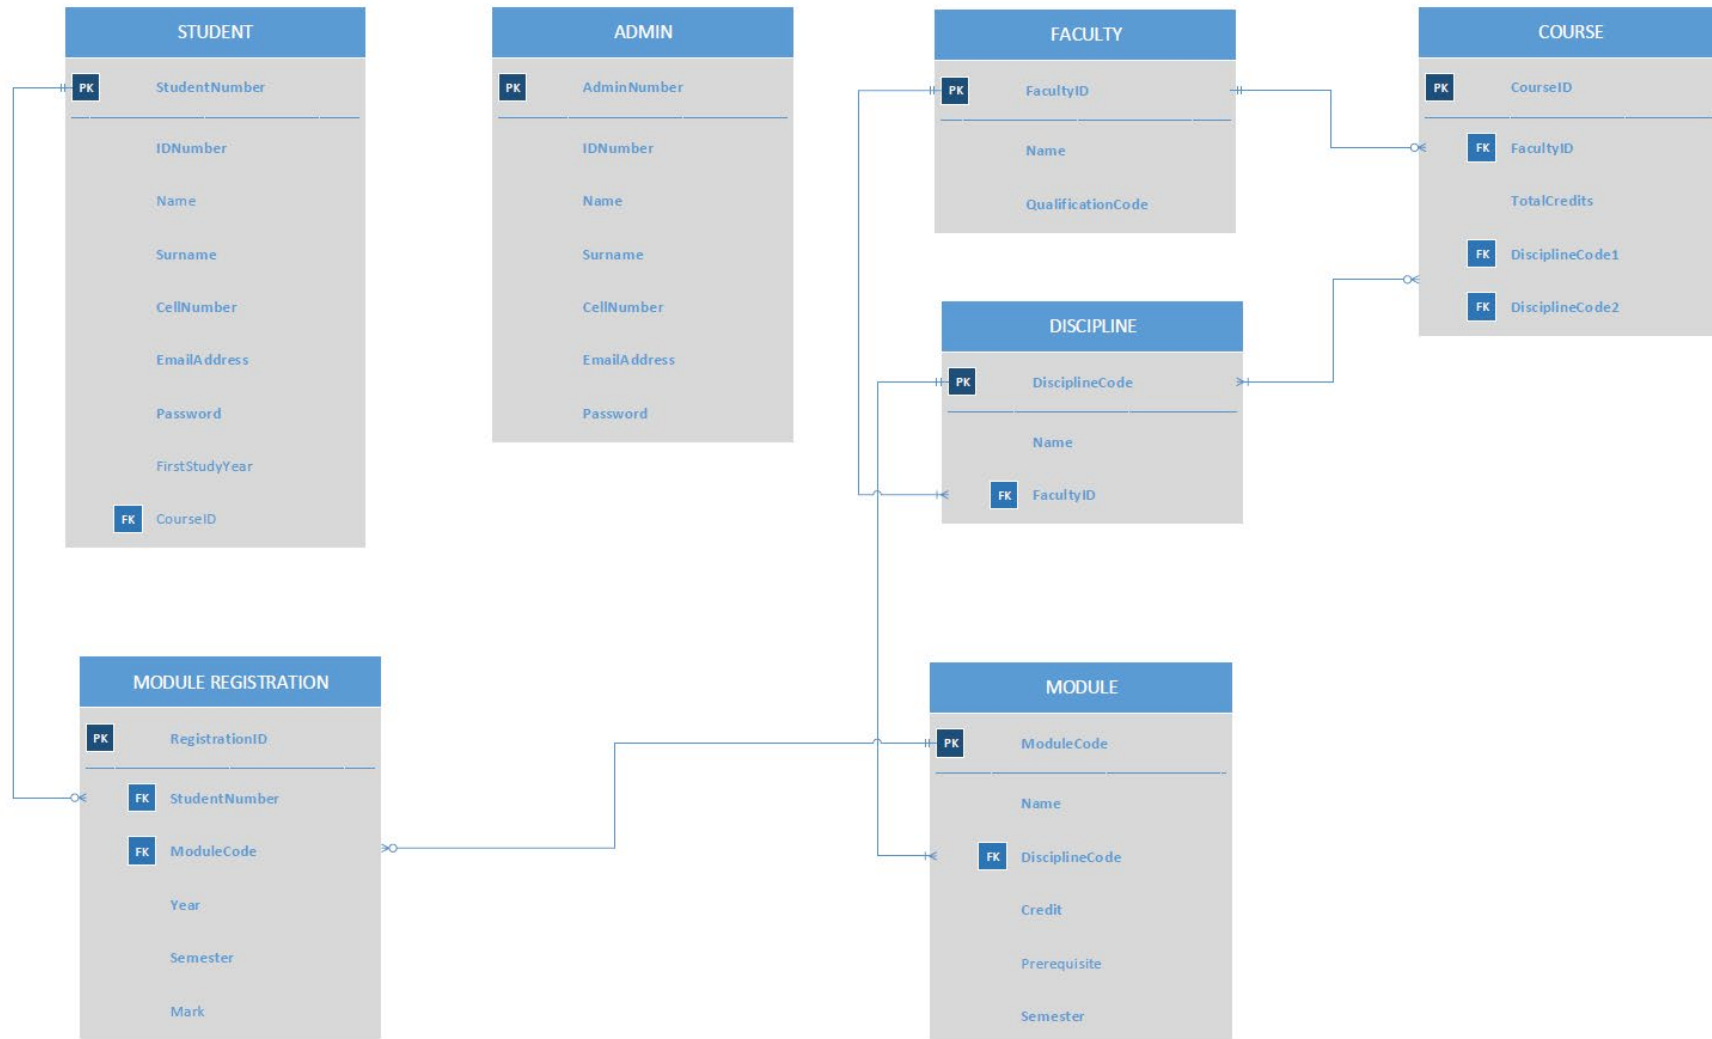 STUDENT
PK StudentNumber
IDNumber
Name
Surname
CellNumber
EmailAddress
Password
FirstStudyYear
FK CourseID
ADMIN
PK AdminNumber
IDNumber
Name
Surname
CellNumber
EmailAddress
Password
FACULTY
PK FacultyID
Name
QualificationCode
COURSE
PK CourseID
FK FacultyID
TotalCredits
FK DisciplineCode1
FK DisciplineCode2
DISCIPLINE
PK DisciplineCode
Name
FK FacultyID
MODULE REGISTRATION
PK RegistrationID
FK StudentNumber
FK ModuleCode
Year
Semester
Mark
MODULE
PK ModuleCode
Name
FK DisciplineCode
Credit
Prerequisite
Semester